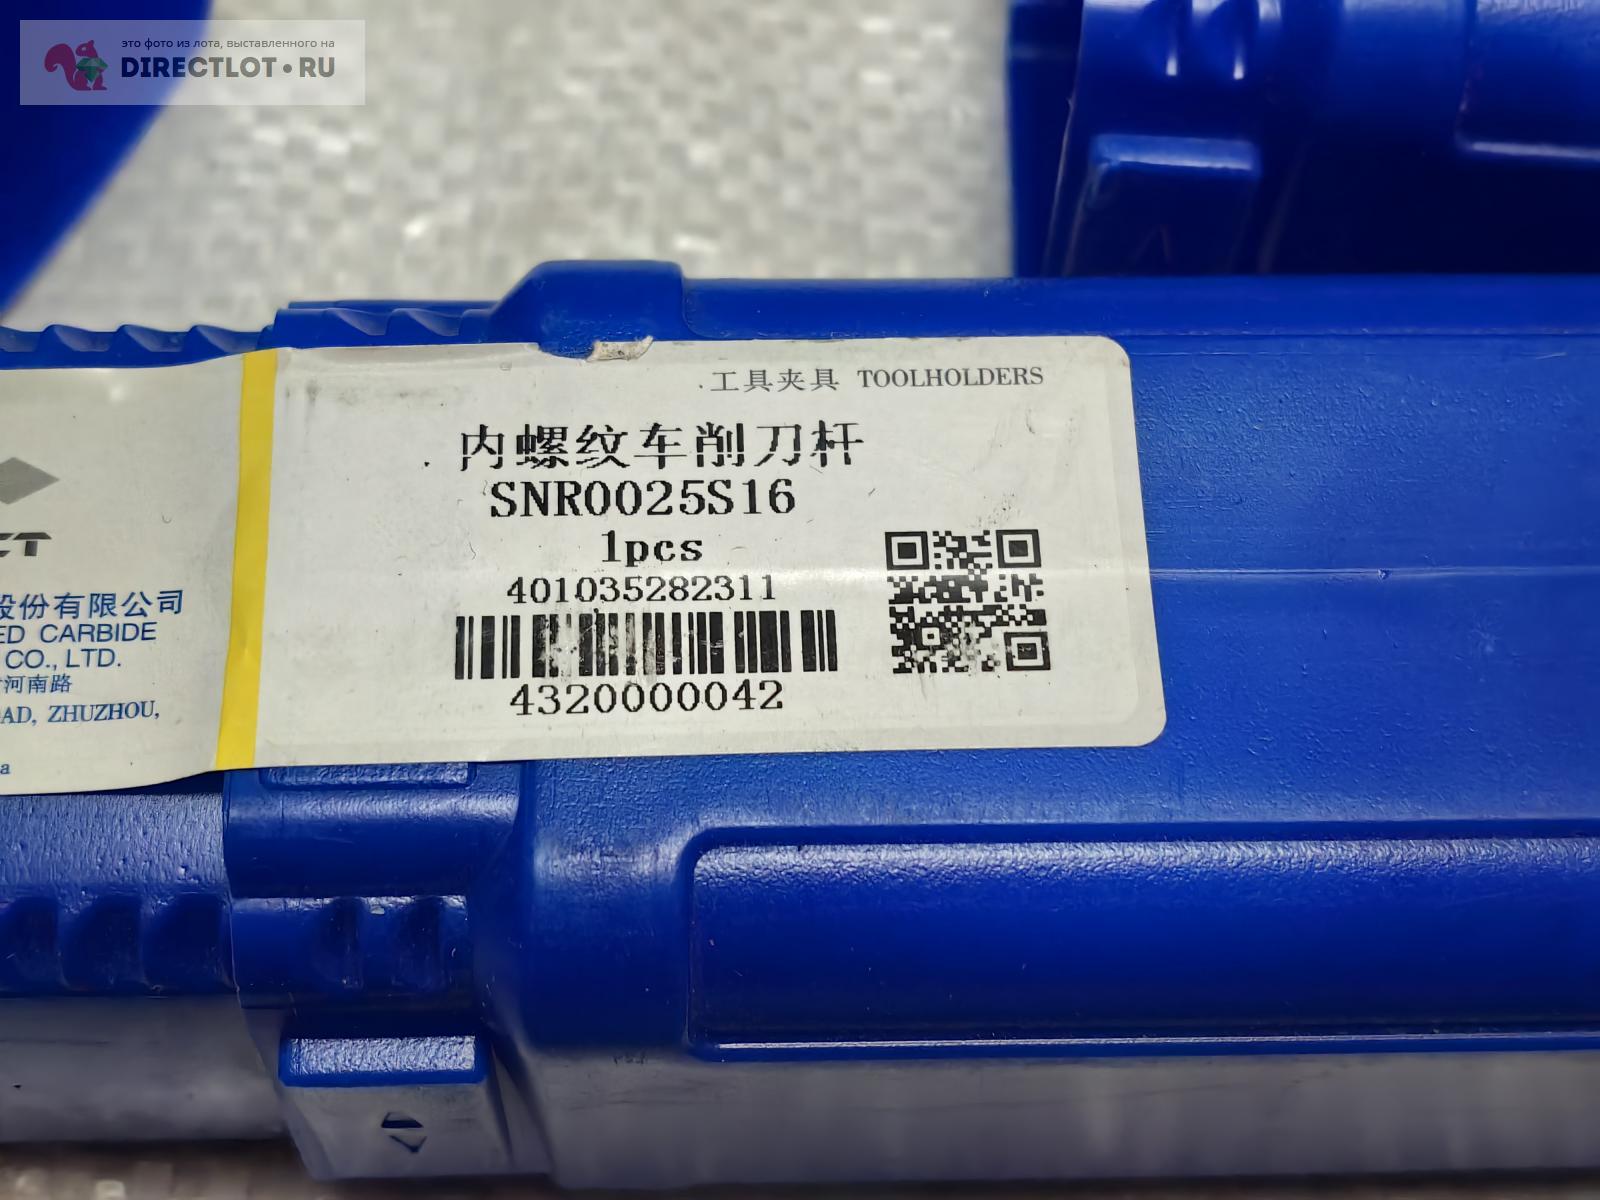 это фото из лота, выставленного на
DIRECTLOT•RU
工具夹具 TOOLHOLDERS
内螺纹车削刀杆
SNR0025S16
1pcs
401035282311
4320000042
CT
股份有限公司
ED CARBIDE
CO., LTD.
河南路
AD, ZHUZHOU,
a